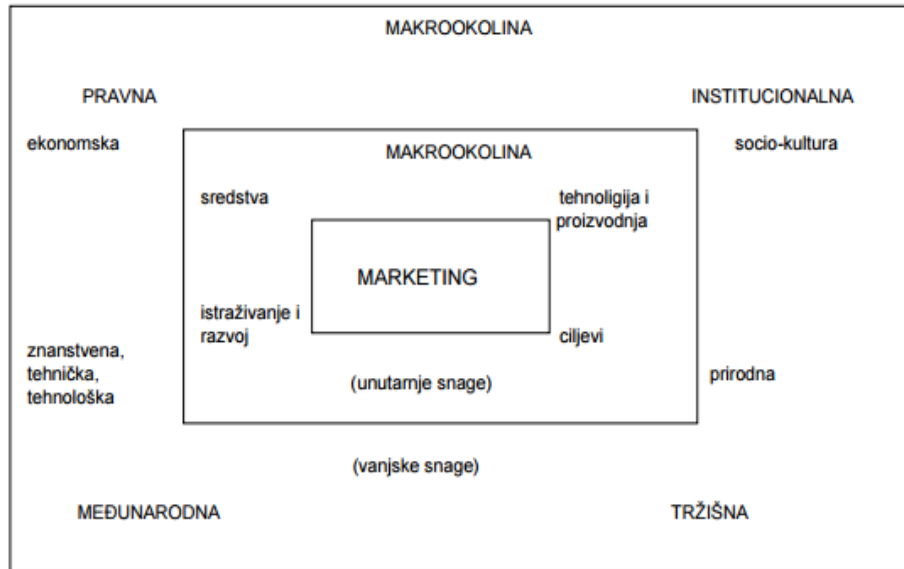 MAKROOKOLINA
PRAVNA
INSTITUCIONALNA
ekonomska
socio-kultura
MAKROOKOLINA
sredstva
tehnoligija i
proizvodnja
MARKETING
istraživanje i
razvoj
ciljevi
znanstvena,
tehnička,
tehnološka
(unutarnje snage)
prirodna
(vanjske snage)
MEĐUNARODNA
TRŽIŠNA